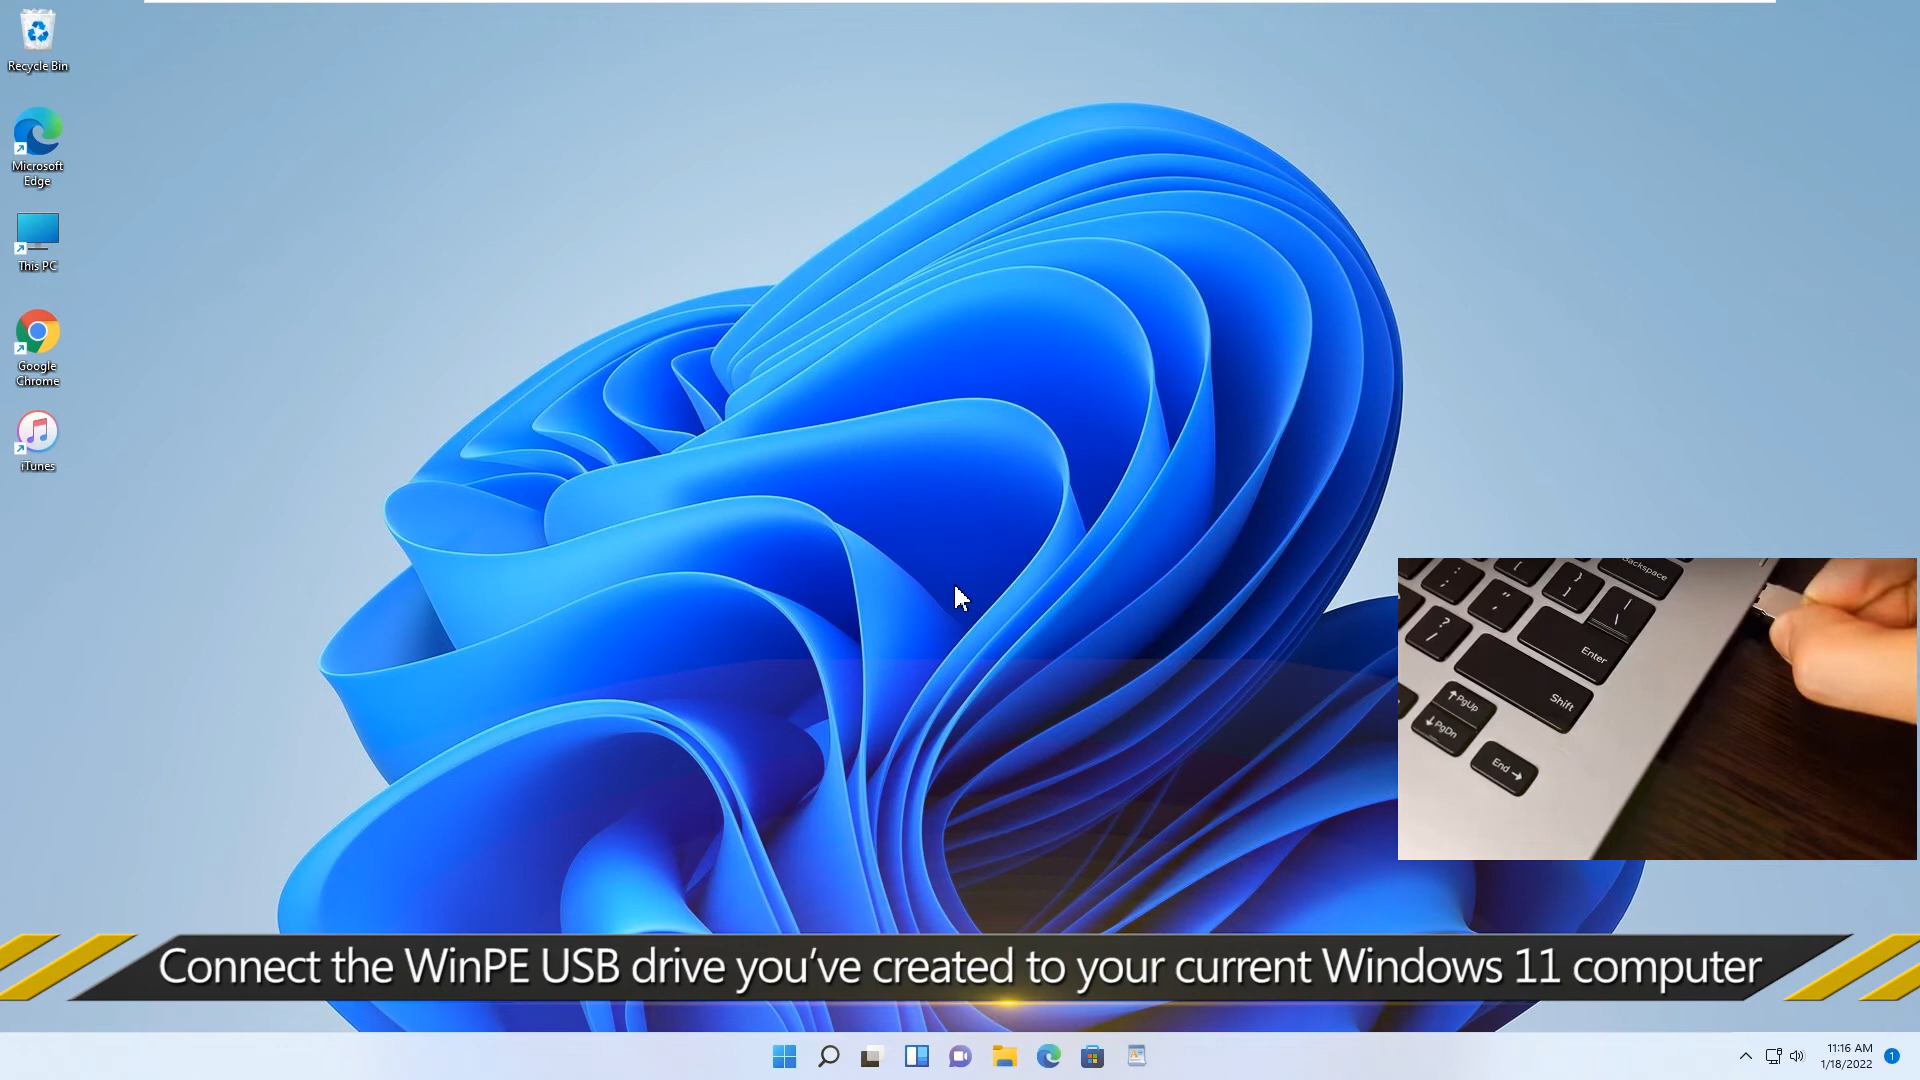 Recycle Bin
Microsoft
Edge
This PC
Google
Chrome
iTunes
Backspace
Enter
Shift
PgUp
PgDn
End
Connect the WinPE USB drive you've created to your current Windows 11 computer
11:16 AM
1/18/2022
1